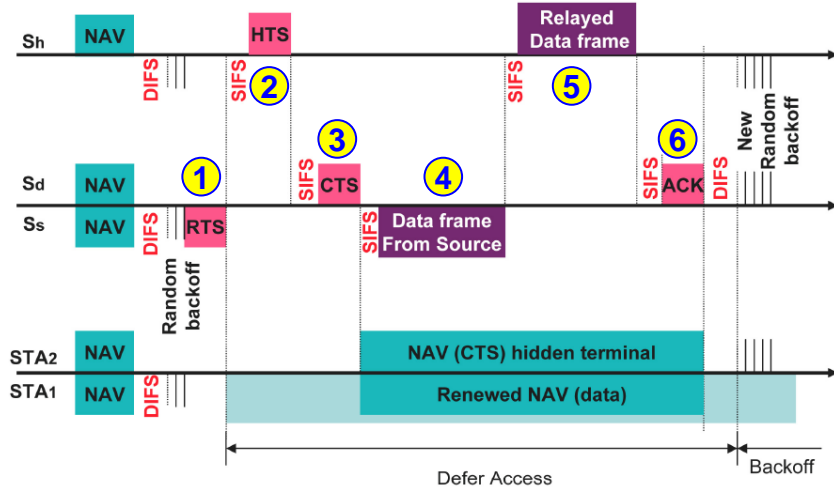 Sh
NAV
DIFS
SIFS
HTS
2
SIFS
Relayed
Data frame
5
New
Random
backoff
1
3
4
6
Sd
NAV
SIFS
CTS
SIFS
ACK
DIFS
Ss
NAV
DIFS
RTS
SIFS
Data frame
From Source
Random
backoff
STA2
NAV
NAV (CTS) hidden terminal
STA1
NAV
DIFS
Renewed NAV (data)
Defer Access
Backoff